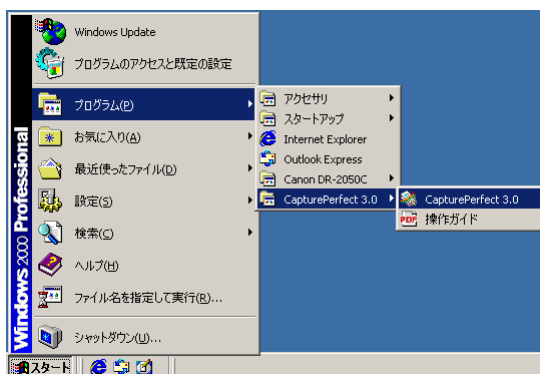 Windows Update
プログラムのアクセスと既定の設定
プログラム(P)
お気に入り(A)
最近使ったファイル(D)
設定(S)
検索(C)
ヘルプ(H)
ファイル名を指定して実行(R)...
シャットダウン(U)...
Windows 2000 Professional
アクセサリ
スタートアップ
Internet Explorer
Outlook Express
Canon DR-2050C
CapturePerfect 3.0
CapturePerfect 3.0
PDF 操作ガイド
スタート